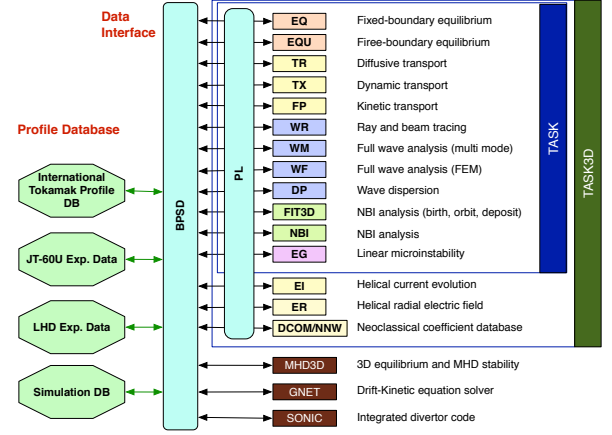 Data
Interface
Profile Database
International
Tokamak Profile
DB
JT-60U Exp. Data
LHD Exp. Data
Simulation DB
BPSD
PL
EQ Fixed-boundary equilibrium
EQU Firee-boundary equilibrium
TR Diffusive transport
TX Dynamic transport
FP Kinetic transport
WR Ray and beam tracing
WM Full wave analysis (multi mode)
WF Full wave analysis (FEM)
DP Wave dispersion
FIT3D NBI analysis (birth, orbit, deposit)
NBI NBI analysis
EG Linear microinstability
EI Helical current evolution
ER Helical radial electric field
DCOM/NNW Neoclassical coefficient database
MHD3D 3D equilibrium and MHD stability
GNET Drift-Kinetic equation solver
SONIC Integrated divertor code
TASK
TASK3D